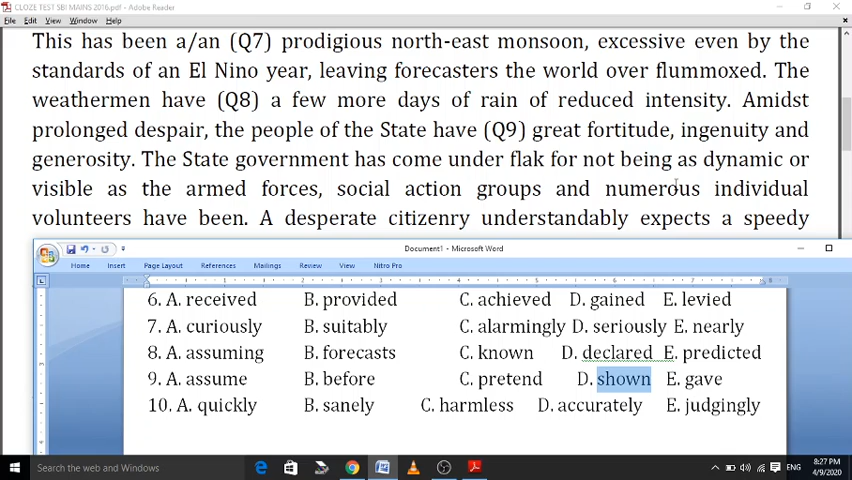 CLOZE TEST SBI MAINS 2016.pdf - Adobe Reader
File Edit View Window Help
This has been a/an (Q7) prodigious north-east monsoon, excessive even by the
standards of an El Nino year, leaving forecasters the world over flummoxed. The
weathermen have (Q8) a few more days of rain of reduced intensity. Amidst
prolonged despair, the people of the State have (Q9) great fortitude, ingenuity and
generosity. The State government has come under flak for not being as dynamic or
visible as the armed forces, social action groups and numerous individual
volunteers have been. A desperate citizenry understandably expects a speedy
Document1 - Microsoft Word
Home Insert Page Layout References Mailings Review View Nitro Pro
6. A. received B. provided C. achieved D. gained E. levied
7. A. curiously B. suitably C. alarmingly D. seriously E. nearly
8. A. assuming B. forecasts C. known D. declared E. predicted
9. A. assume B. before C. pretend D. shown E. gave
10. A. quickly B. sanely C. harmless D. accurately E. judgingly
Search the web and Windows
ENG
8:27 PM
4/9/2020